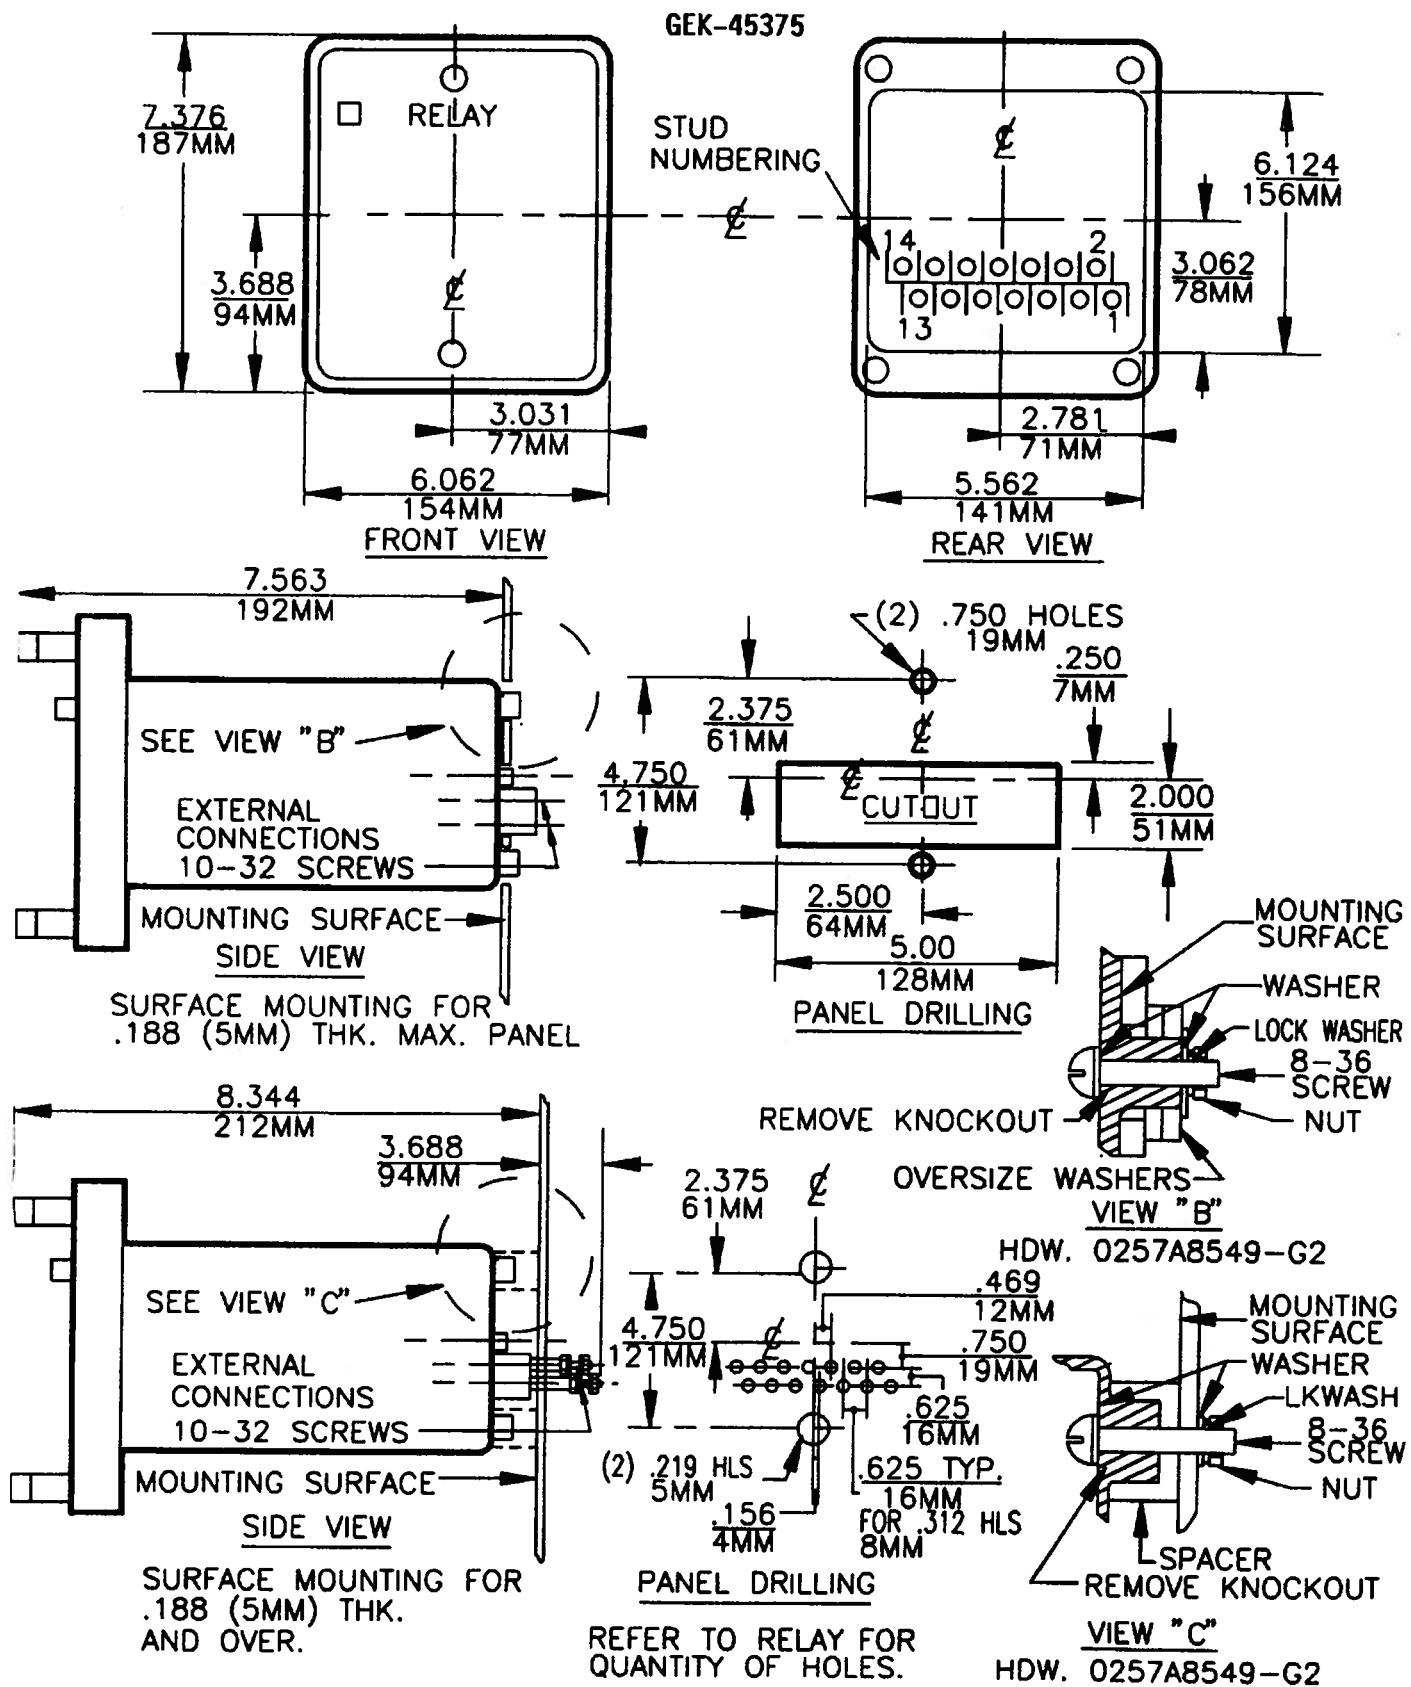 GEK-45375
7.376
187MM
RELAY
3.688
94MM
℄
3.031
77MM
6.062
154MM
FRONT VIEW
℄
STUD
NUMBERING
℄
14
2
13
1
6.124
156MM
3.062
78MM
2.781
71MM
5.562
141MM
REAR VIEW
7.563
192MM
SEE VIEW "B"
EXTERNAL
CONNECTIONS
10-32 SCREWS
MOUNTING SURFACE
SIDE VIEW
SURFACE MOUNTING FOR
.188 (5MM) THK. MAX. PANEL
(2) .750 HOLES
19MM
.250
7MM
2.375
61MM
℄
4.750
121MM
℄
CUTOUT
2.000
51MM
2.500
64MM
5.00
128MM
PANEL DRILLING
MOUNTING
SURFACE
WASHER
LOCK WASHER
8-36
SCREW
NUT
REMOVE KNOCKOUT
OVERSIZE WASHERS
VIEW "B"
HDW. 0257A8549-G2
8.344
212MM
3.688
94MM
SEE VIEW "C"
EXTERNAL
CONNECTIONS
10-32 SCREWS
MOUNTING SURFACE
SIDE VIEW
SURFACE MOUNTING FOR
.188 (5MM) THK.
AND OVER.
2.375
61MM
℄
.469
12MM
4.750
121MM
℄
.750
19MM
.625
16MM
(2) .219 HLS
5MM
.625 TYP.
16MM
FOR .312 HLS
8MM
.156
4MM
PANEL DRILLING
REFER TO RELAY FOR
QUANTITY OF HOLES.
MOUNTING
SURFACE
WASHER
LKWASH
8-36
SCREW
NUT
SPACER
REMOVE KNOCKOUT
VIEW "C"
HDW. 0257A8549-G2